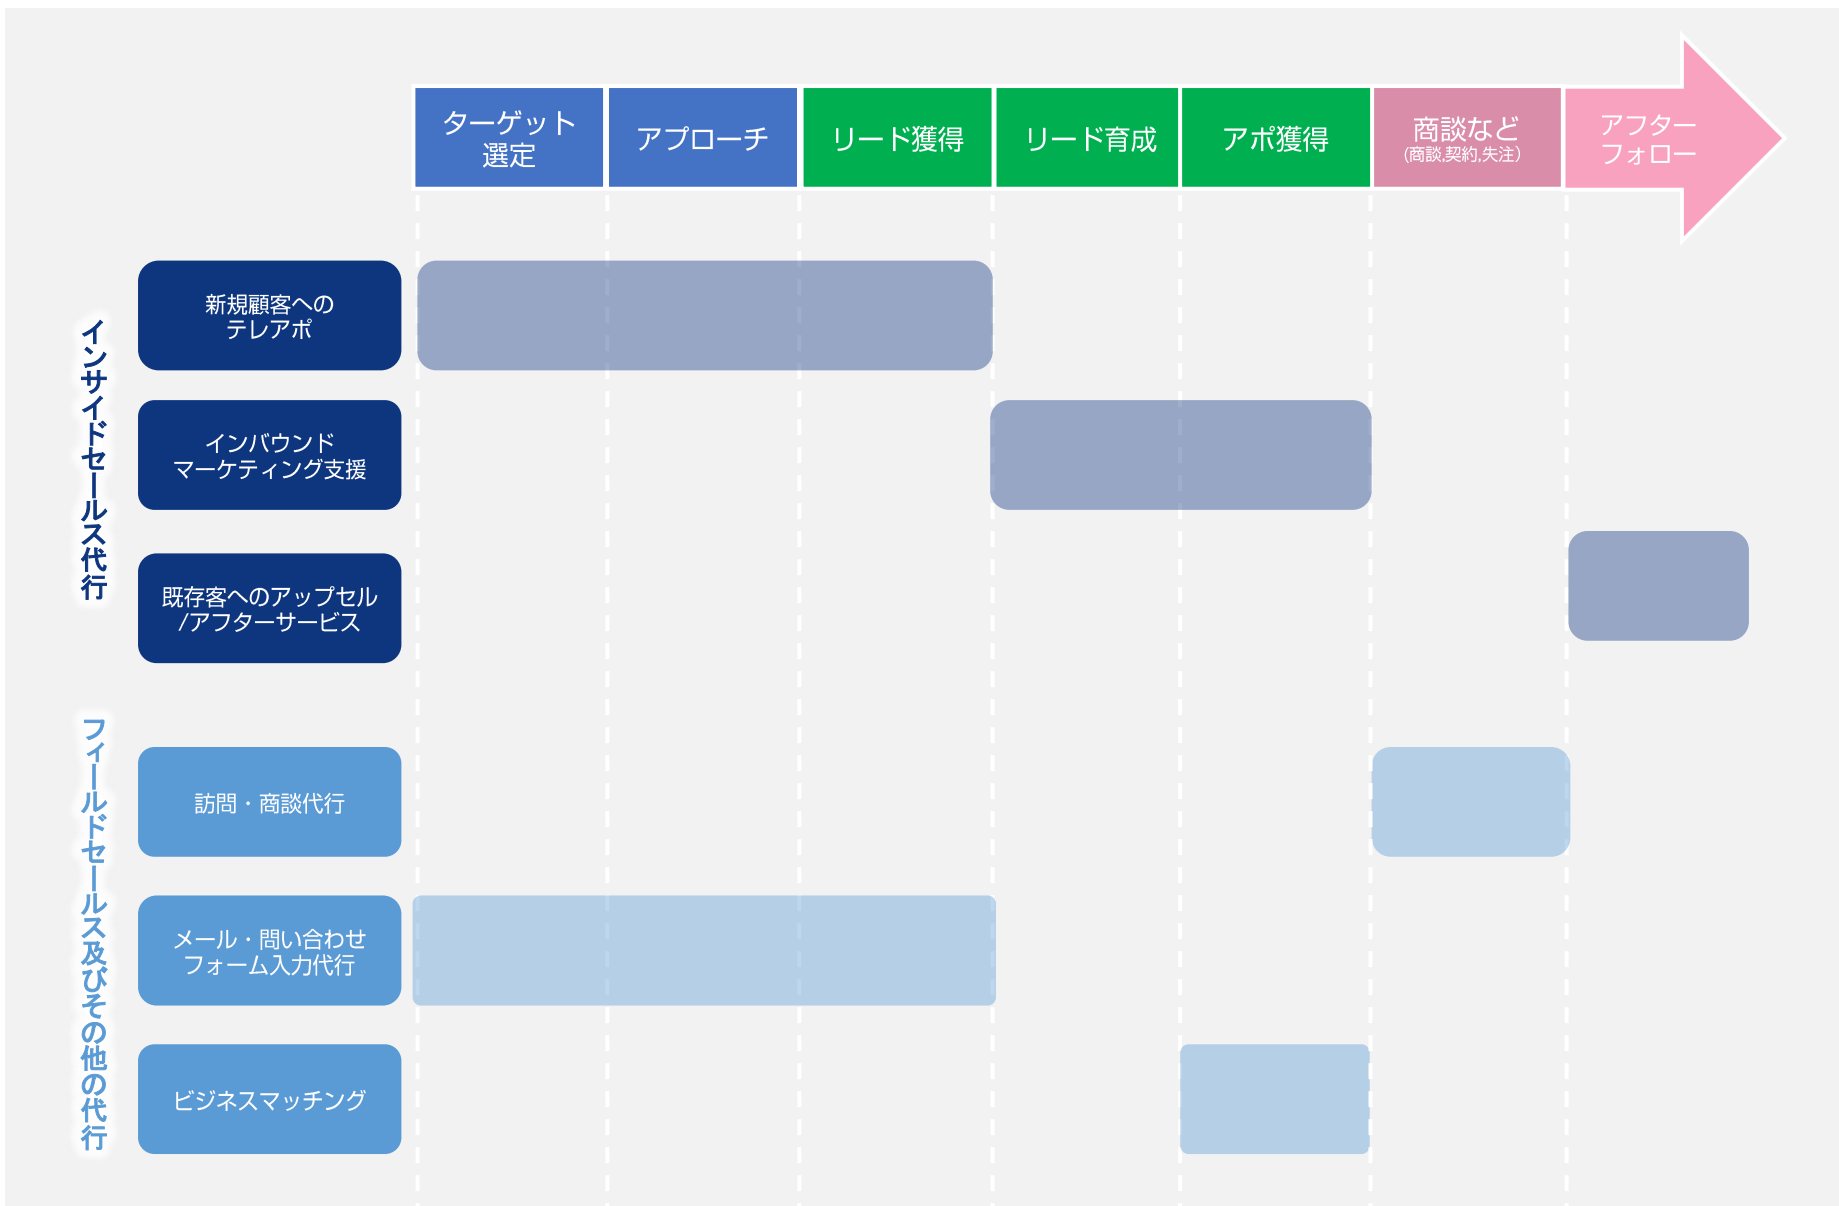 ターゲット
選定
アプローチ
リード獲得
リード育成
アポ獲得
商談など
(商談,契約,失注)
アフター
フォロー
インサイドセールス代行
新規顧客への
テレアポ
インバウンド
マーケティング支援
既存客へのアップセル
/アフターサービス
フィールドセールス及びその他の代行
訪問・商談代行
メール・問い合わせ
フォーム入力代行
ビジネスマッチング